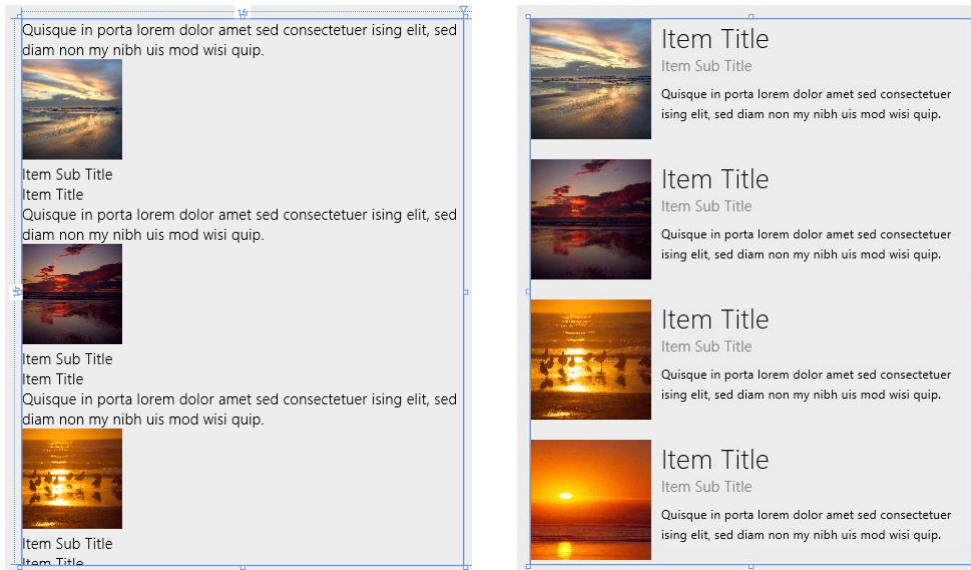 Quisque in porta lorem dolor amet sed consectetuer ising elit, sed
diam non my nibh uis mod wisi quip.
Item Sub Title
Item Title
Quisque in porta lorem dolor amet sed consectetuer ising elit, sed
diam non my nibh uis mod wisi quip.
Item Sub Title
Item Title
Quisque in porta lorem dolor amet sed consectetuer ising elit, sed
diam non my nibh uis mod wisi quip.
Item Sub Title
Item Title
Item Title
Item Sub Title
Quisque in porta lorem dolor amet sed consectetuer
ising elit, sed diam non my nibh uis mod wisi quip.
Item Title
Item Sub Title
Quisque in porta lorem dolor amet sed consectetuer
ising elit, sed diam non my nibh uis mod wisi quip.
Item Title
Item Sub Title
Quisque in porta lorem dolor amet sed consectetuer
ising elit, sed diam non my nibh uis mod wisi quip.
Item Title
Item Sub Title
Quisque in porta lorem dolor amet sed consectetuer
ising elit, sed diam non my nibh uis mod wisi quip.